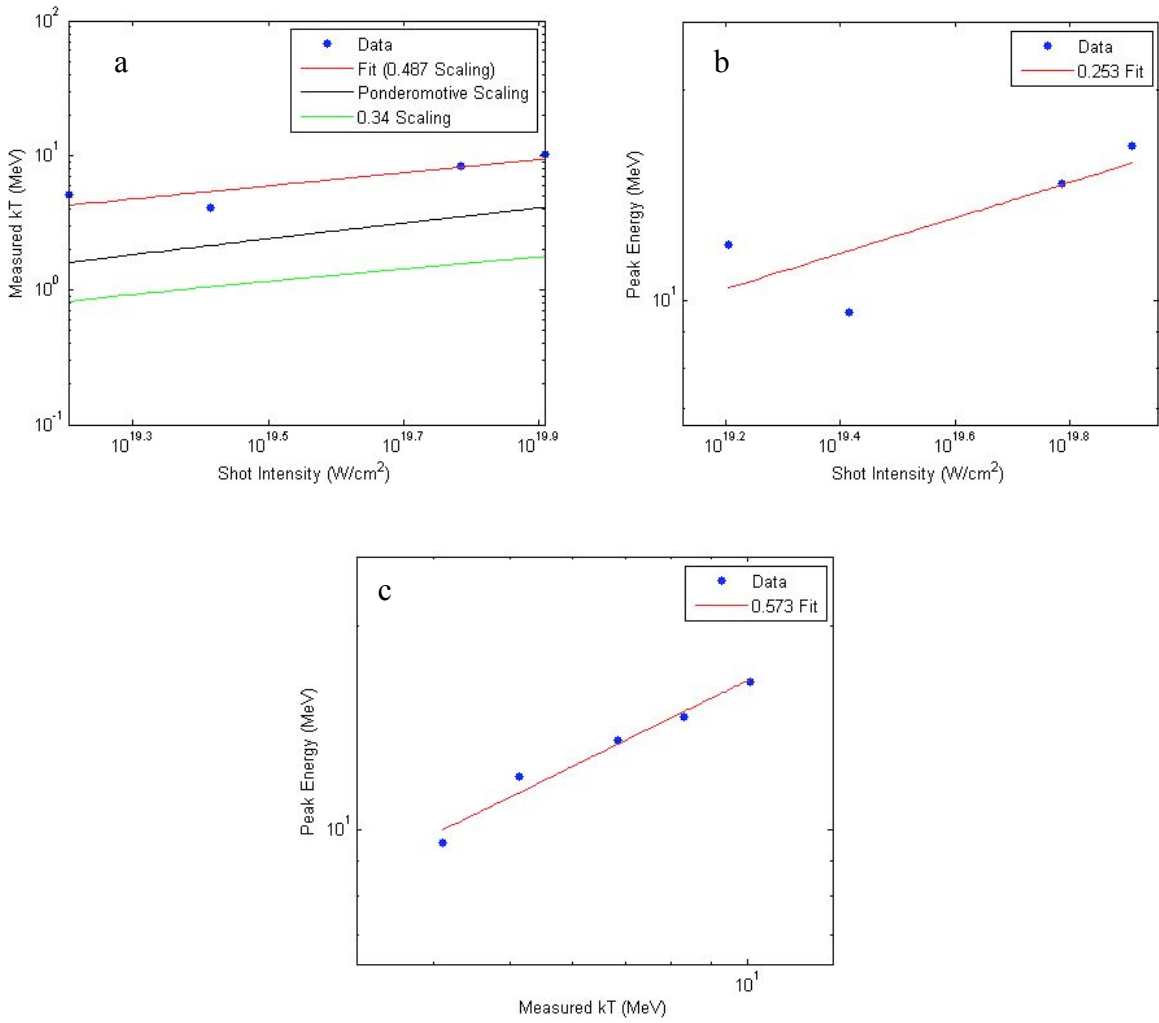 a
Data
Fit (0.487 Scaling)
Ponderomotive Scaling
0.34 Scaling
10^2
10^1
10^0
10^-1
Measured kT (MeV)
10^19.3
10^19.5
10^19.7
10^19.9
Shot Intensity (W/cm^2)
b
Data
0.253 Fit
10^1
Peak Energy (MeV)
10^19.2
10^19.4
10^19.6
10^19.8
Shot Intensity (W/cm^2)
c
Data
0.573 Fit
10^1
Peak Energy (MeV)
10^1
Measured kT (MeV)